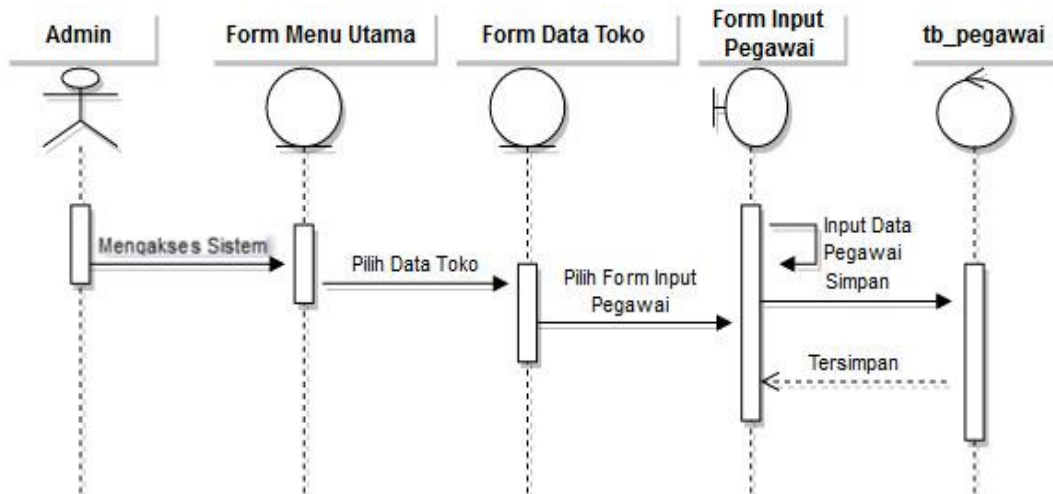 Admin
Form Menu Utama
Form Data Toko
Form Input
Pegawai
tb_pegawai
Mengakses Sistem
Pilih Data Toko
Pilih Form Input
Pegawai
Input Data
Pegawai
Simpan
Tersimpan